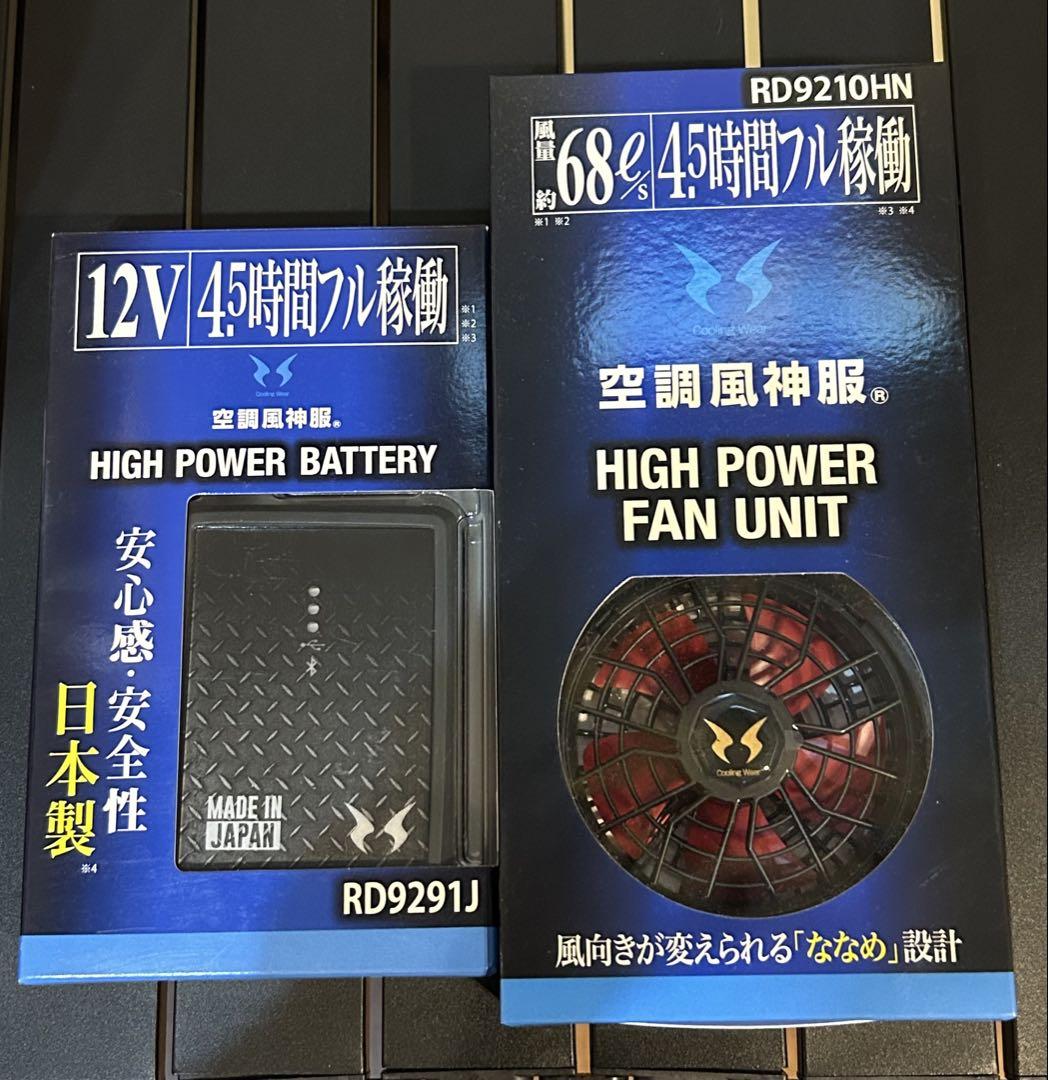 12V 4.5時間フル稼働
※1
※2
※3
Cooling Wear
空調風神服®
HIGH POWER BATTERY
安心感・安全性
日本製
※4
MADE IN
JAPAN
RD9291J
RD9210HN
風量 約 68ℓ/s 4.5時間フル稼働
※1 ※2
※3 ※4
Cooling Wear
空調風神服®
HIGH POWER
FAN UNIT
Cooling Wear
風向きが変えられる「ななめ」設計